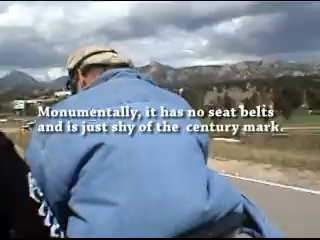 Monumentally, it has no seat belts
and is just shy of the  century mark.